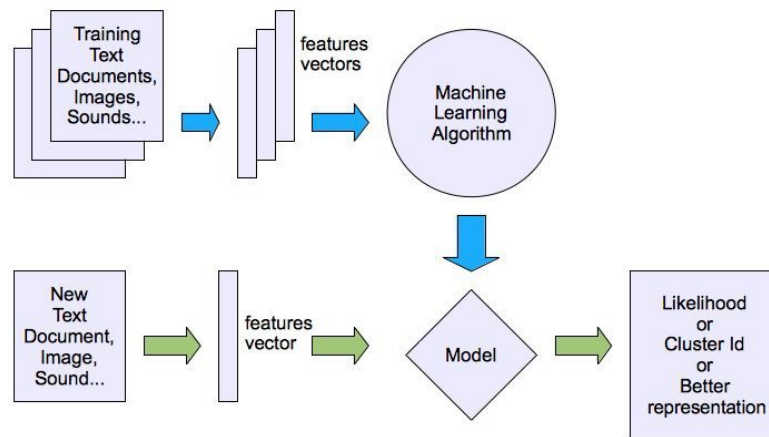 Training
Text
Documents,
Images,
Sounds...
features
vectors
Machine
Learning
Algorithm
New
Text
Document,
Image,
Sound...
features
vector
Model
Likelihood
or
Cluster Id
or
Better
representation